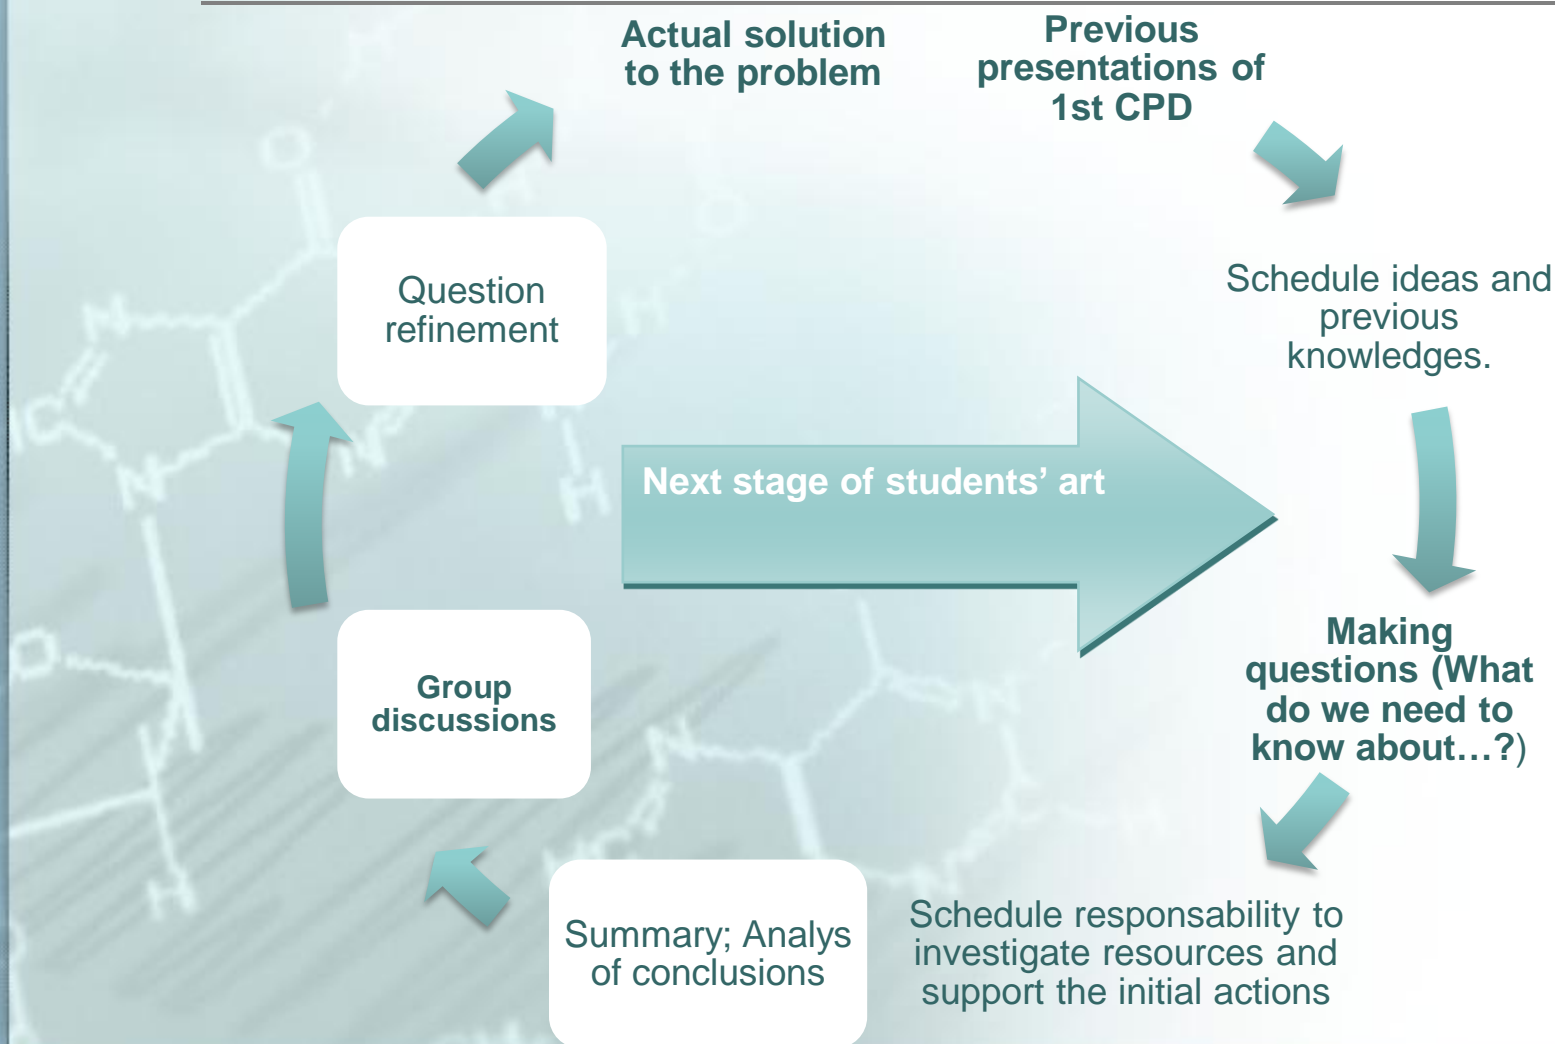 Actual solution
to the problem
Previous
presentations of
1st CPD
Schedule ideas and
previous
knowledges.
Making
questions (What
do we need to
know about…?)
Schedule responsability to
investigate resources and
support the initial actions
Summary; Analys
of conclusions
Group
discussions
Question
refinement
Next stage of students’ art
O
H
N
H
O
H
N
N
H
O
H
N
N
N
H